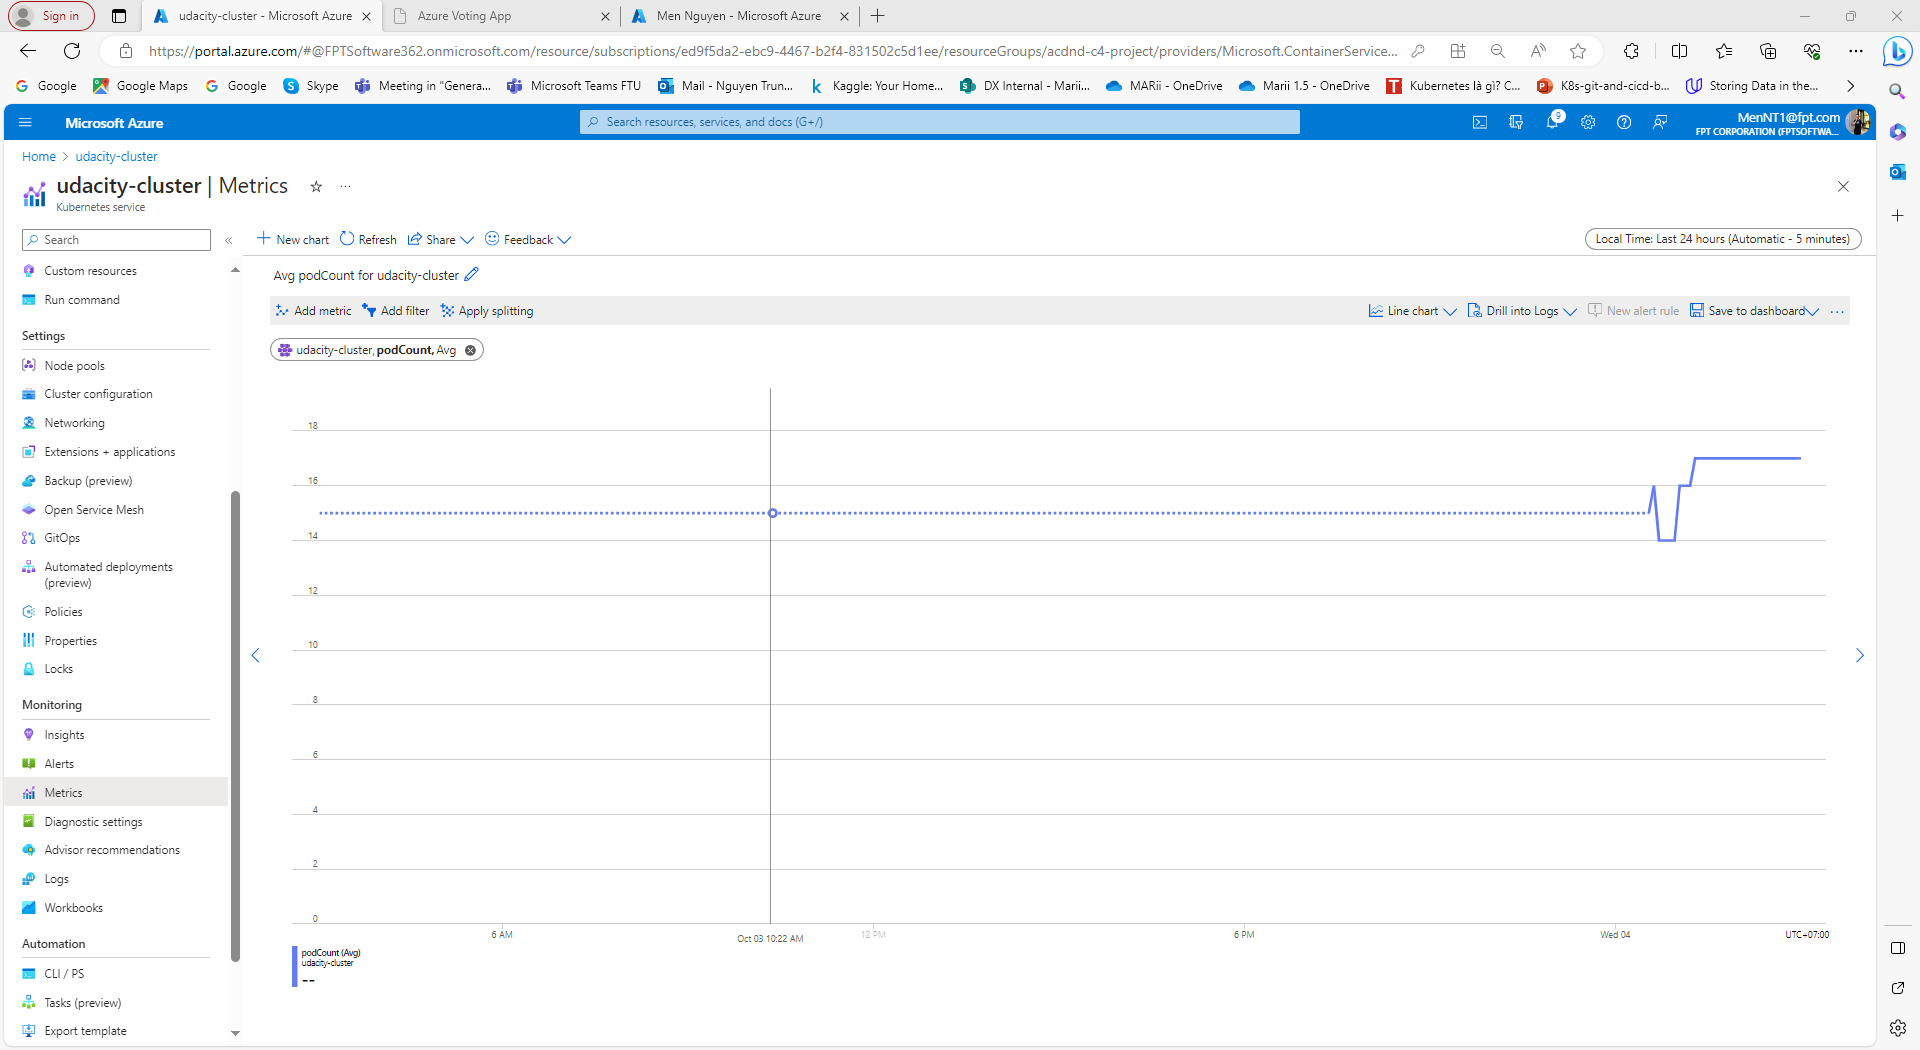 Sign in
udacity-cluster - Microsoft Azure
Azure Voting App
Men Nguyen - Microsoft Azure
https://portal.azure.com/#@FPTSoftware362.onmicrosoft.com/resource/subscriptions/ed9f5da2-ebc9-4467-b2f4-831502c5d1ee/resourceGroups/acdnd-c4-project/providers/Microsoft.ContainerService...
Google
Google Maps
Google
Skype
Meeting in "Genera...
Microsoft Teams FTU
Mail - Nguyen Trun...
Kaggle: Your Home...
DX Internal - Marii...
MARii - OneDrive
Marii 1.5 - OneDrive
Kubernetes là gì? C...
K8s-git-and-cicd-b...
Storing Data in the...
Microsoft Azure
Search resources, services, and docs (G+/)
9
MenNT1@fpt.com
FPT CORPORATION (FPTSOFTWA...
Home > udacity-cluster
udacity-cluster | Metrics
Kubernetes service
Search
Custom resources
Run command
Settings
Node pools
Cluster configuration
Networking
Extensions + applications
Backup (preview)
Open Service Mesh
GitOps
Automated deployments
(preview)
Policies
Properties
Locks
Monitoring
Insights
Alerts
Metrics
Diagnostic settings
Advisor recommendations
Logs
Workbooks
Automation
CLI / PS
Tasks (preview)
Export template
New chart
Refresh
Share
Feedback
Local Time: Last 24 hours (Automatic - 5 minutes)
Avg podCount for udacity-cluster
Add metric
Add filter
Apply splitting
Line chart
Drill into Logs
New alert rule
Save to dashboard
udacity-cluster, podCount, Avg
18
16
14
12
10
8
6
4
2
0
6 AM
Oct 03 10:22 AM
12 PM
6 PM
Wed 04
UTC+07:00
podCount (Avg)
udacity-cluster
--